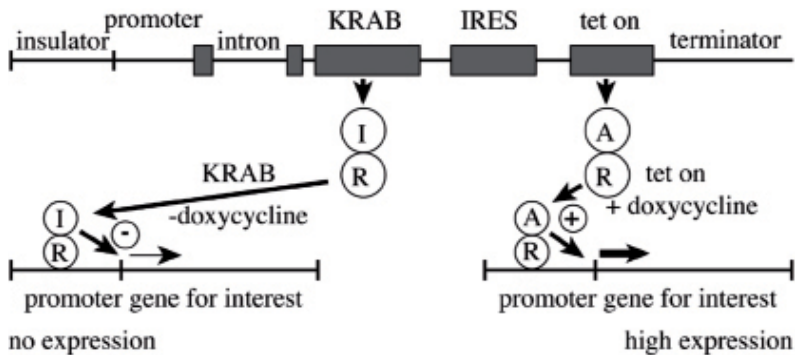 promoter KRAB IRES tet on
insulator intron terminator
I A
R R
KRAB tet on
-doxycycline + doxycycline
I - A +
R R
promoter gene for interest promoter gene for interest
no expression high expression